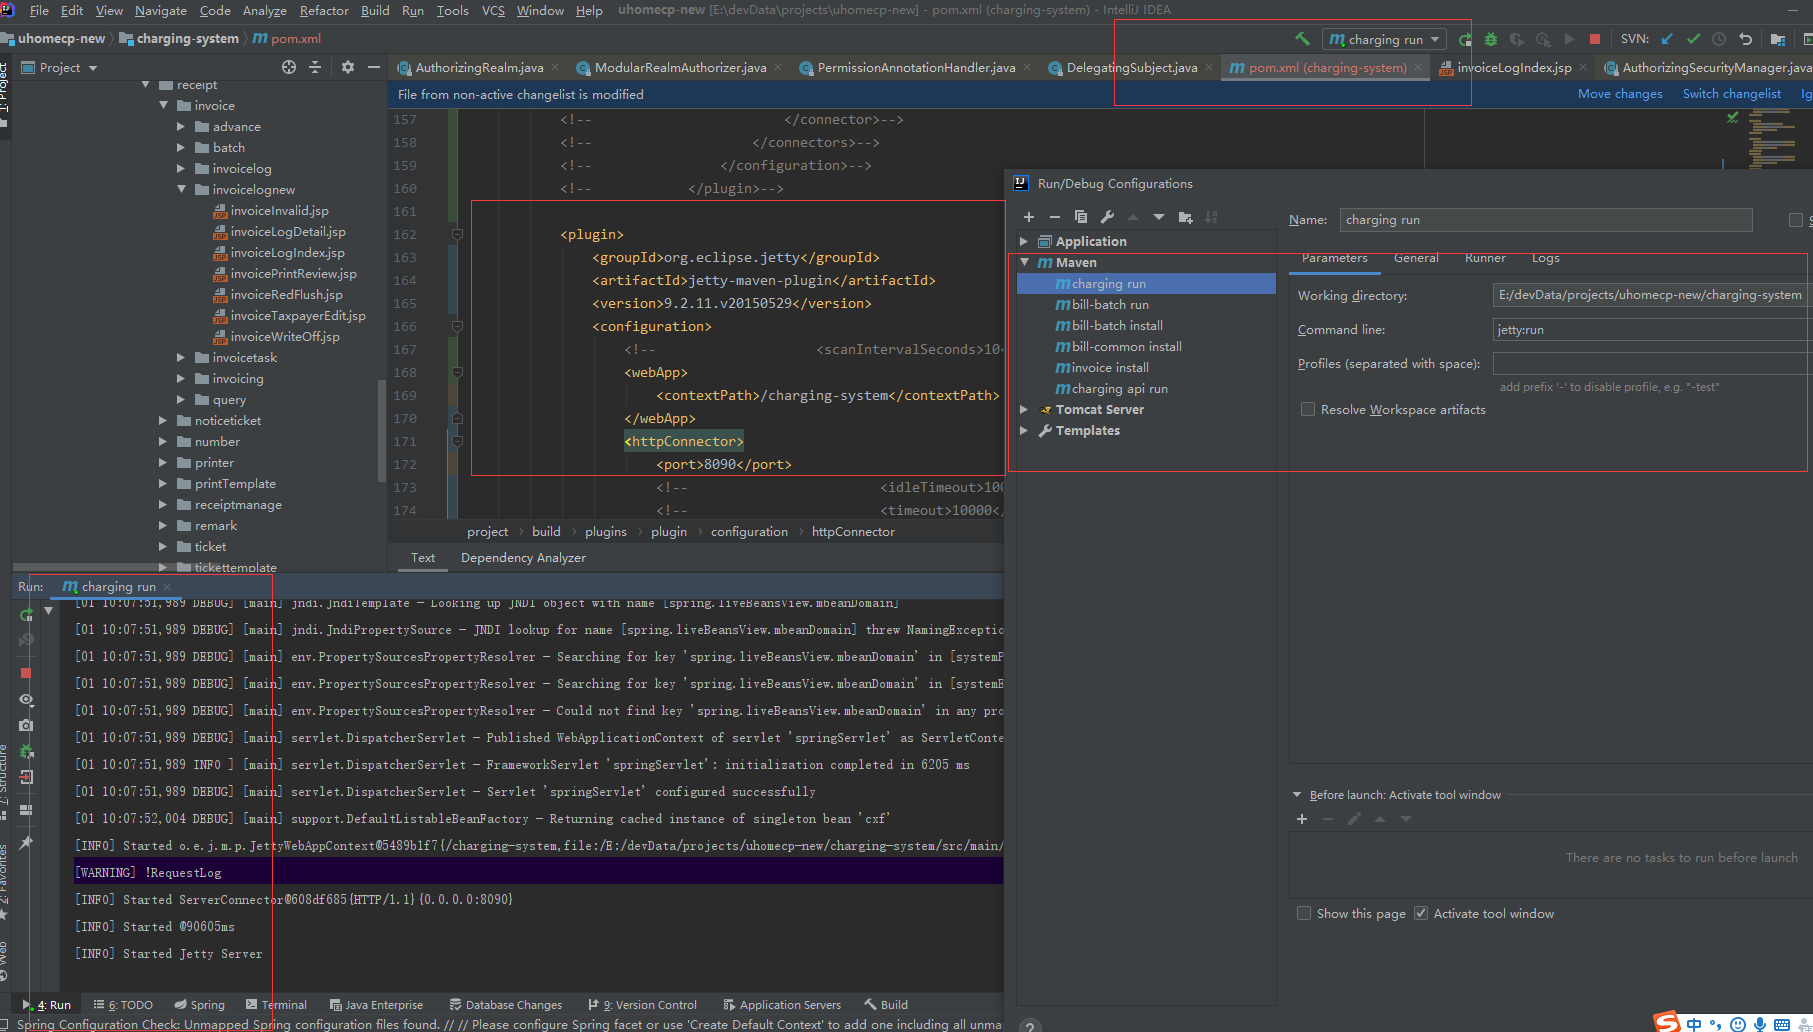 File Edit View Navigate Code Analyze Refactor Build Run Tools VCS Window Help uhomecp-new [E:\devData\projects\uhomecp-new] - pom.xml (charging-system) - IntelliJ IDEA
uhomecp-new charging-system m pom.xml
charging run SVN:
Project
AuthorizingRealm.java ModularRealmAuthorizer.java PermissionAnnotationHandler.java DelegatingSubject.java pom.xml (charging-system) invoiceLogIndex.jsp AuthorizingSecurityManager.java
File from non-active changelist is modified Move changes Switch changelist Ig
receipt
invoice
advance
batch
invoicelog
invoicelognew
invoiceInvalid.jsp
invoiceLogDetail.jsp
invoiceLogIndex.jsp
invoicePrintReview.jsp
invoiceRedFlush.jsp
invoiceTaxpayerEdit.jsp
invoiceWriteOff.jsp
invoicetask
invoicing
query
noticeticket
number
printer
printTemplate
receiptmanage
remark
ticket
tickettemplate
157 <!-- </connector>-->
158 <!-- </connectors>-->
159 <!-- </configuration>-->
160 <!-- </plugin>-->
161
162 <plugin>
163 <groupId>org.eclipse.jetty</groupId>
164 <artifactId>jetty-maven-plugin</artifactId>
165 <version>9.2.11.v20150529</version>
166 <configuration>
167 <!-- <scanIntervalSeconds>10<
168 <webApp>
169 <contextPath>/charging-system</contextPath>
170 </webApp>
171 <httpConnector>
172 <port>8090</port>
173 <!-- <idleTimeout>100
174 <!-- <timeout>10000</
project build plugins plugin configuration httpConnector
Text Dependency Analyzer
Run/Debug Configurations
Name: charging run
Application
Maven
charging run
bill-batch run
bill-batch install
bill-common install
invoice install
charging api run
Tomcat Server
Templates
Parameters General Runner Logs
Working directory: E:/devData/projects/uhomecp-new/charging-system
Command line: jetty:run
Profiles (separated with space):
add prefix '-' to disable profile, e.g. "-test"
Resolve Workspace artifacts
Before launch: Activate tool window
There are no tasks to run before launch
Show this page Activate tool window
Run: charging run
[01 10:07:51,989 DEBUG] [main] jndi.JndiTemplate - Looking up JNDI object with name [spring.liveBeansView.mbeanDomain]
[01 10:07:51,989 DEBUG] [main] jndi.JndiPropertySource - JNDI lookup for name [spring.liveBeansView.mbeanDomain] threw NamingExceptio
[01 10:07:51,989 DEBUG] [main] env.PropertySourcesPropertyResolver - Searching for key 'spring.liveBeansView.mbeanDomain' in [systemP
[01 10:07:51,989 DEBUG] [main] env.PropertySourcesPropertyResolver - Searching for key 'spring.liveBeansView.mbeanDomain' in [systemE
[01 10:07:51,989 DEBUG] [main] env.PropertySourcesPropertyResolver - Could not find key 'spring.liveBeansView.mbeanDomain' in any pro
[01 10:07:51,989 DEBUG] [main] servlet.DispatcherServlet - Published WebApplicationContext of servlet 'springServlet' as ServletConte
[01 10:07:51,989 INFO ] [main] servlet.DispatcherServlet - FrameworkServlet 'springServlet': initialization completed in 6205 ms
[01 10:07:51,989 DEBUG] [main] servlet.DispatcherServlet - Servlet 'springServlet' configured successfully
[01 10:07:52,004 DEBUG] [main] support.DefaultListableBeanFactory - Returning cached instance of singleton bean 'cxf'
[INFO] Started o.e.j.m.p.JettyWebAppContext@5489b1f7{/charging-system,file:/E:/devData/projects/uhomecp-new/charging-system/src/main/
[WARNING] !RequestLog
[INFO] Started ServerConnector@608df685{HTTP/1.1}{0.0.0.0:8090}
[INFO] Started @90605ms
[INFO] Started Jetty Server
1: Project
7: Structure
2: Favorites
Web
4: Run 6: TODO Spring Terminal Java Enterprise Database Changes 9: Version Control Application Servers Build
Spring Configuration Check: Unmapped Spring configuration files found. // // Please configure Spring facet or use 'Create Default Context' to add one including all unma
中